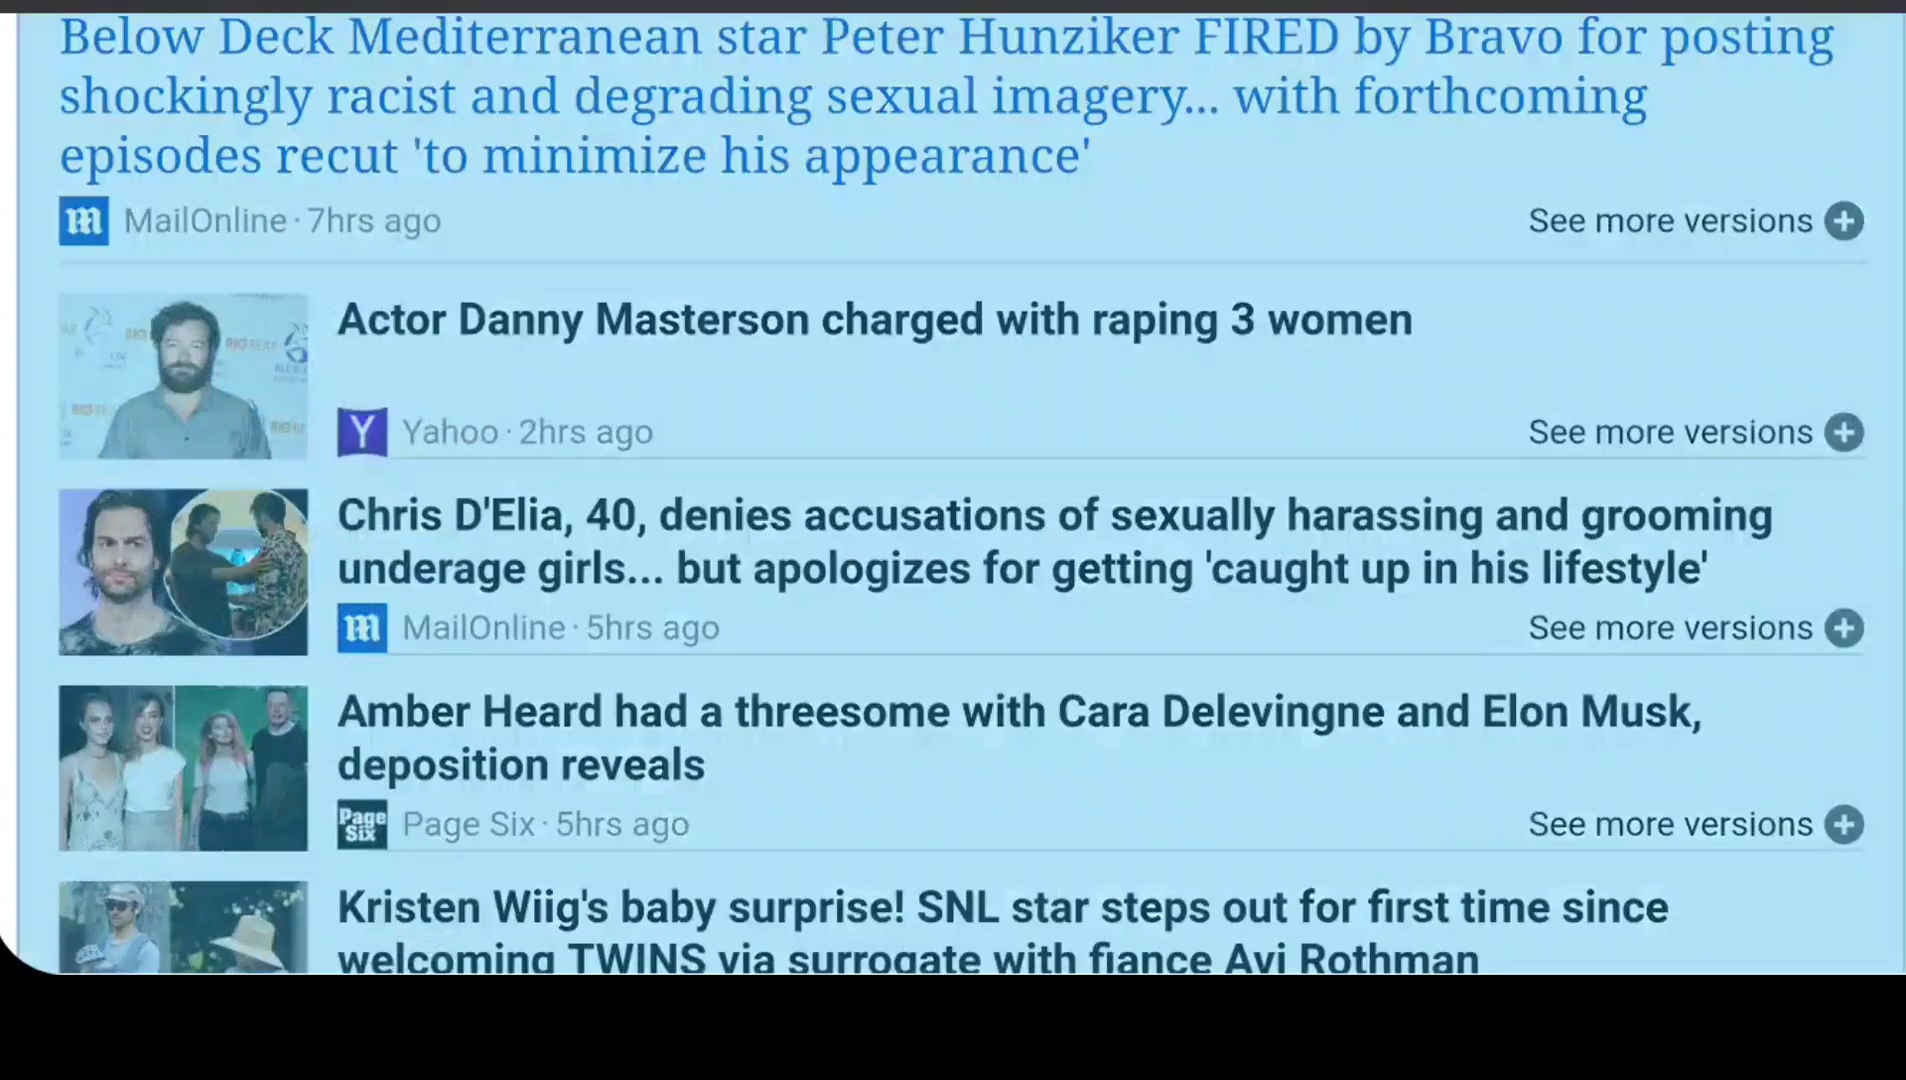 Below Deck Mediterranean star Peter Hunziker FIRED by Bravo for posting
shockingly racist and degrading sexual imagery... with forthcoming
episodes recut 'to minimize his appearance'
m MailOnline · 7hrs ago See more versions
Actor Danny Masterson charged with raping 3 women
Y Yahoo · 2hrs ago See more versions
Chris D'Elia, 40, denies accusations of sexually harassing and grooming
underage girls... but apologizes for getting 'caught up in his lifestyle'
m MailOnline · 5hrs ago See more versions
Amber Heard had a threesome with Cara Delevingne and Elon Musk,
deposition reveals
Page Six Page Six · 5hrs ago See more versions
Kristen Wiig's baby surprise! SNL star steps out for first time since
welcoming TWINS via surrogate with fiance Avi Rothman